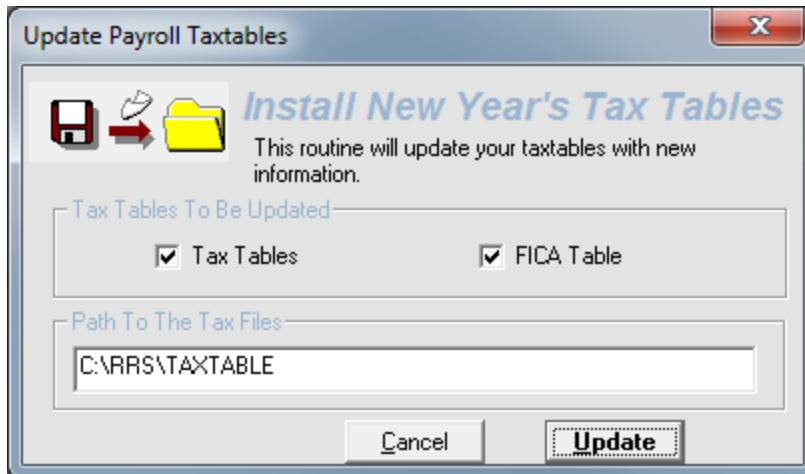 Update Payroll Taxtables
Install New Year's Tax Tables
This routine will update your taxtables with new
information.
Tax Tables To Be Updated
Tax Tables
FICA Table
Path To The Tax Files
C:\RRS\TAXTABLE
Cancel
Update